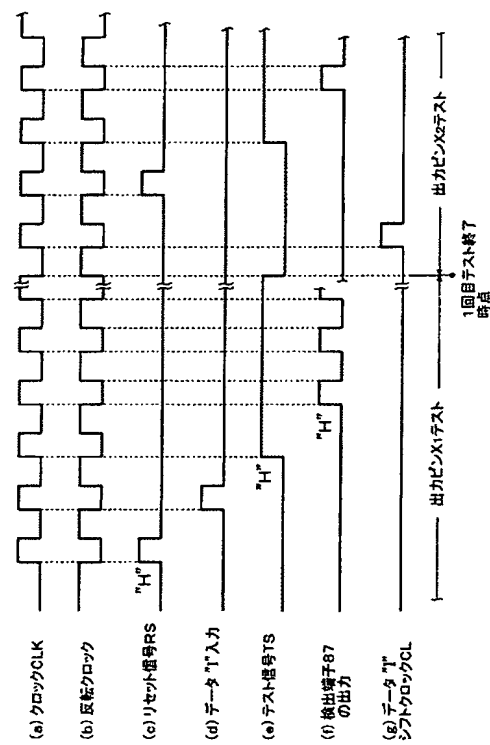 (a) クロックCLK
(b) 反転クロック
(c) リセット信号RS
"H"
(d) データ"1"入力
(e) テスト信号TS
"H"
(f) 検出端子87
の出力
"H"
(g) データ"1"
シフトクロックCL
出力ピンX1テスト
出力ピンX2テスト
1回目テスト終了
時点